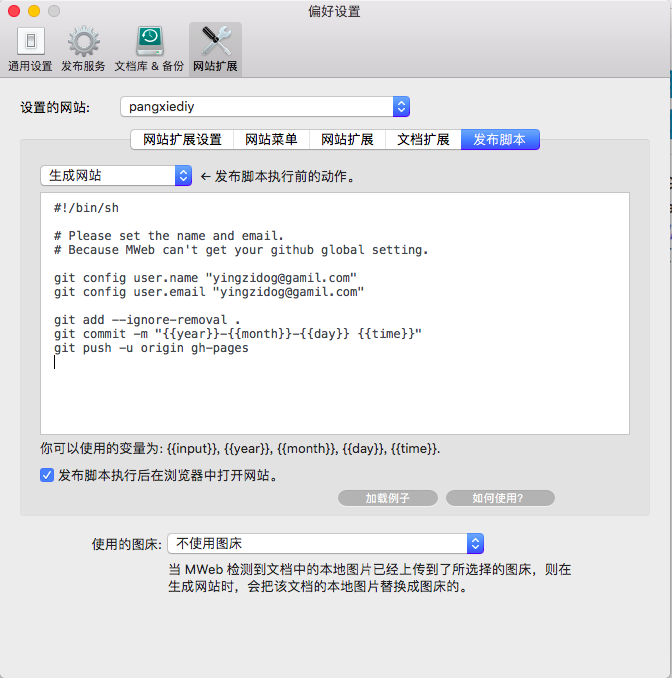 偏好设置
通用设置 发布服务 文档库 & 备份 网站扩展
设置的网站: pangxiediy
网站扩展设置 网站菜单 网站扩展 文档扩展 发布脚本
生成网站 ← 发布脚本执行前的动作。
#!/bin/sh
# Please set the name and email.
# Because MWeb can't get your github global setting.
git config user.name "yingzidog@gamil.com"
git config user.email "yingzidog@gamil.com"
git add --ignore-removal .
git commit -m "{{year}}-{{month}}-{{day}} {{time}}"
git push -u origin gh-pages
你可以使用的变量为: {{input}}, {{year}}, {{month}}, {{day}}, {{time}}.
发布脚本执行后在浏览器中打开网站。
加载例子 如何使用?
使用的图床: 不使用图床
当 MWeb 检测到文档中的本地图片已经上传到了所选择的图床，则在
生成网站时，会把该文档的本地图片替换成图床的。